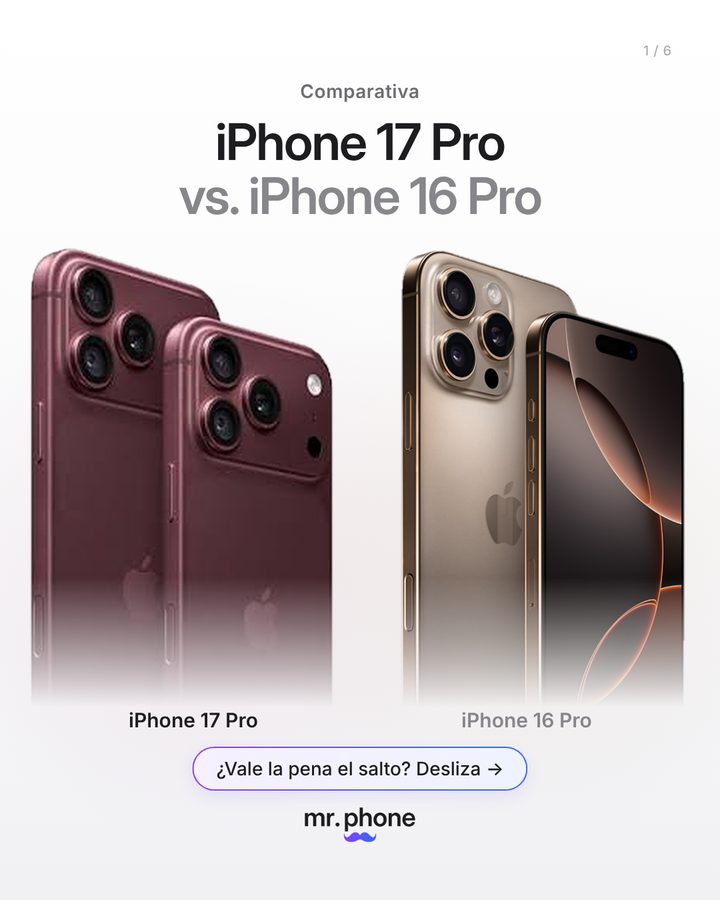 1 / 6
Comparativa
iPhone 17 Pro
vs. iPhone 16 Pro
iPhone 17 Pro
iPhone 16 Pro
¿Vale la pena el salto? Desliza →
mr.phone